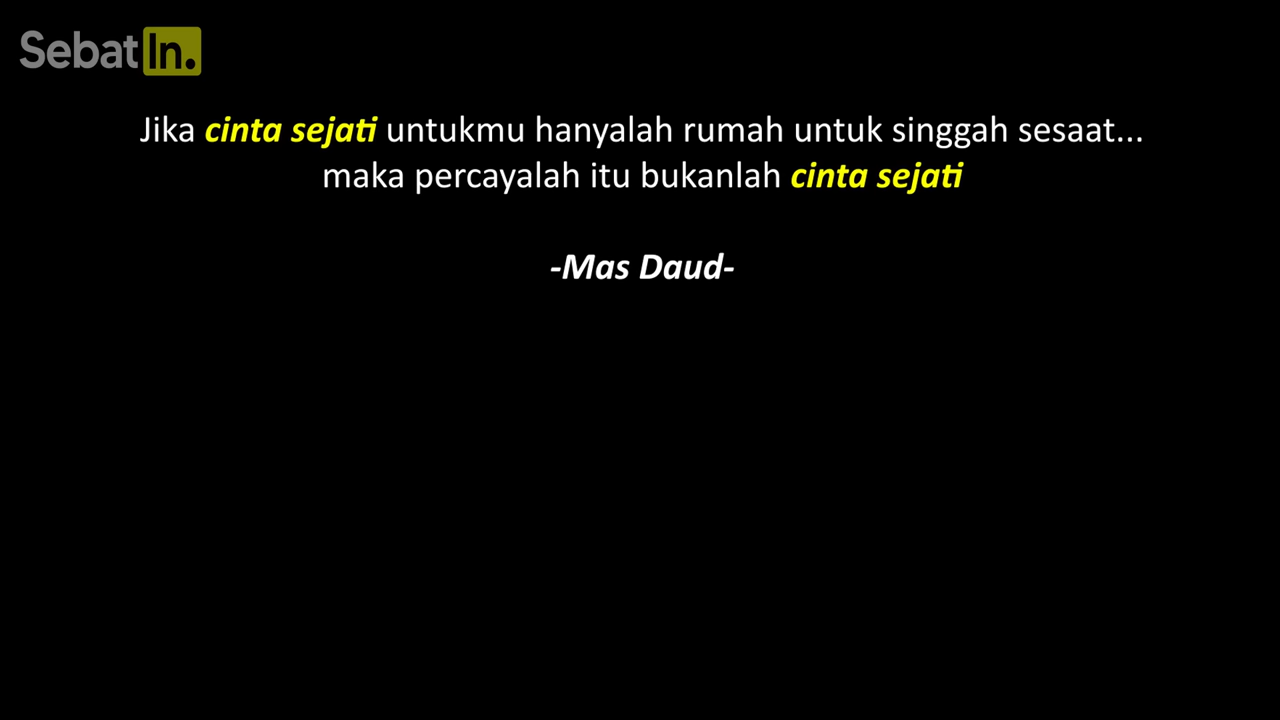 SebatIn.
Jika cinta sejati untukmu hanyalah rumah untuk singgah sesaat...
maka percayalah itu bukanlah cinta sejati
-Mas Daud-